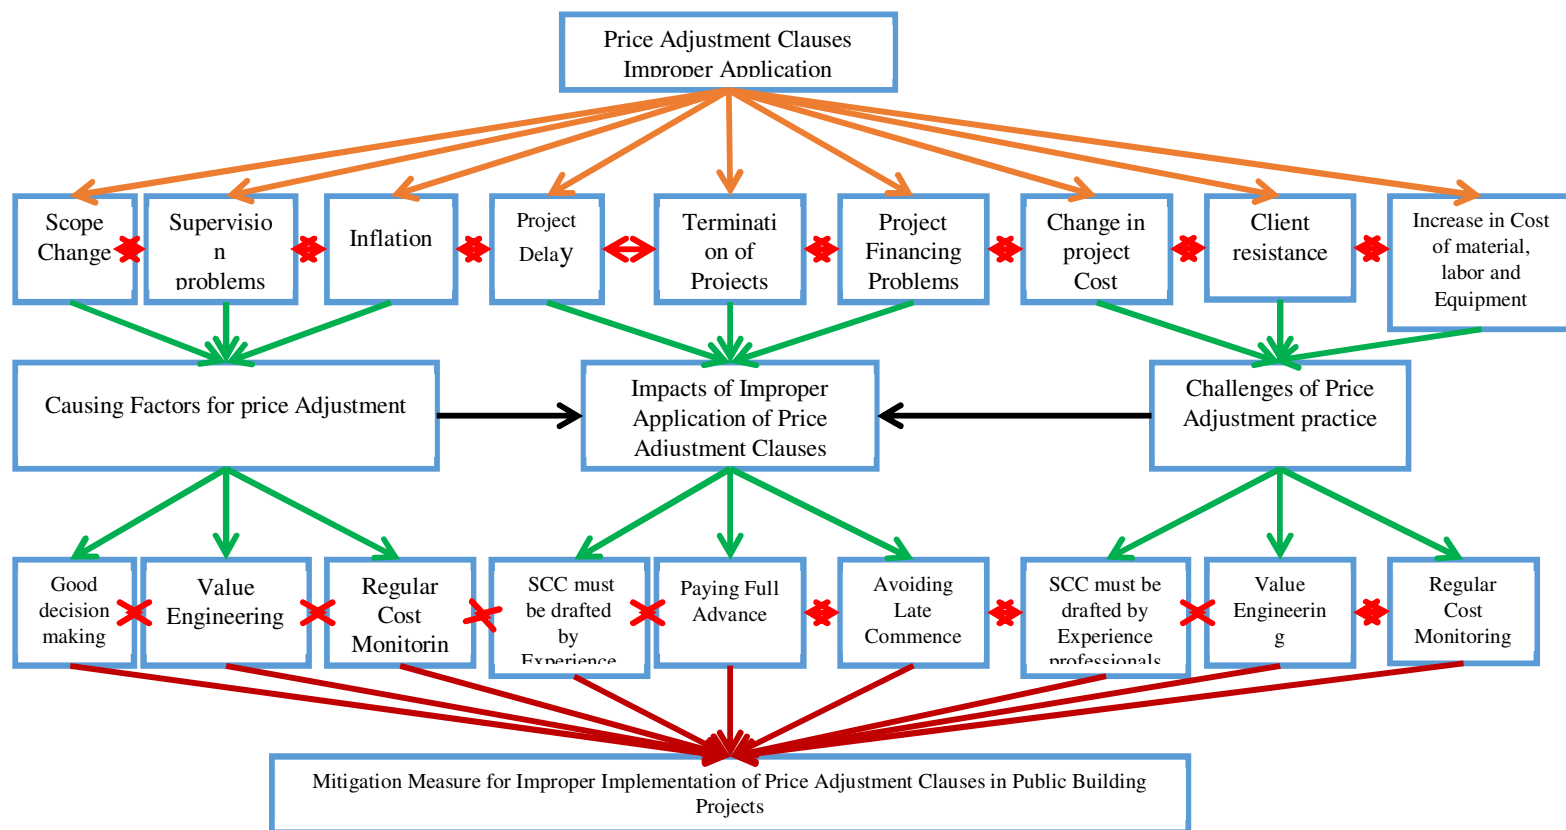 Price Adjustment Clauses
Improper Application
Scope
Change
Supervisio
n
problems
Inflation
Project
Delay
Terminati
on of
Projects
Project
Financing
Problems
Change in
project
Cost
Client
resistance
Increase in Cost
of material,
labor and
Equipment
Causing Factors for price Adjustment
Impacts of Improper
Application of Price
Adjustment Clauses
Challenges of Price
Adjustment practice
Good
decision
making
Value
Engineering
Regular
Cost
Monitorin
SCC must
be drafted
by
Experience
Paying Full
Advance
Avoiding
Late
Commence
SCC must be
drafted by
Experience
professionals
Value
Engineerin
g
Regular
Cost
Monitoring
Mitigation Measure for Improper Implementation of Price Adjustment Clauses in Public Building
Projects